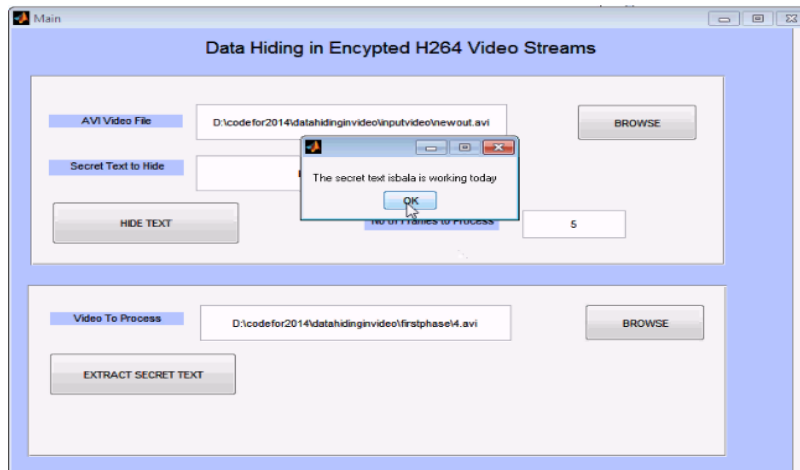 Main
Data Hiding in Encypted H264 Video Streams
AVI Video File
D:\codefor2014\datahidinginvideo\inputvideo\newout.avi
BROWSE
Secret Text to Hide
The secret text isbala is working today
OK
HIDE TEXT
No of Frames to Process
5
Video To Process
D:\codefor2014\datahidinginvideo\firstphase\4.avi
BROWSE
EXTRACT SECRET TEXT